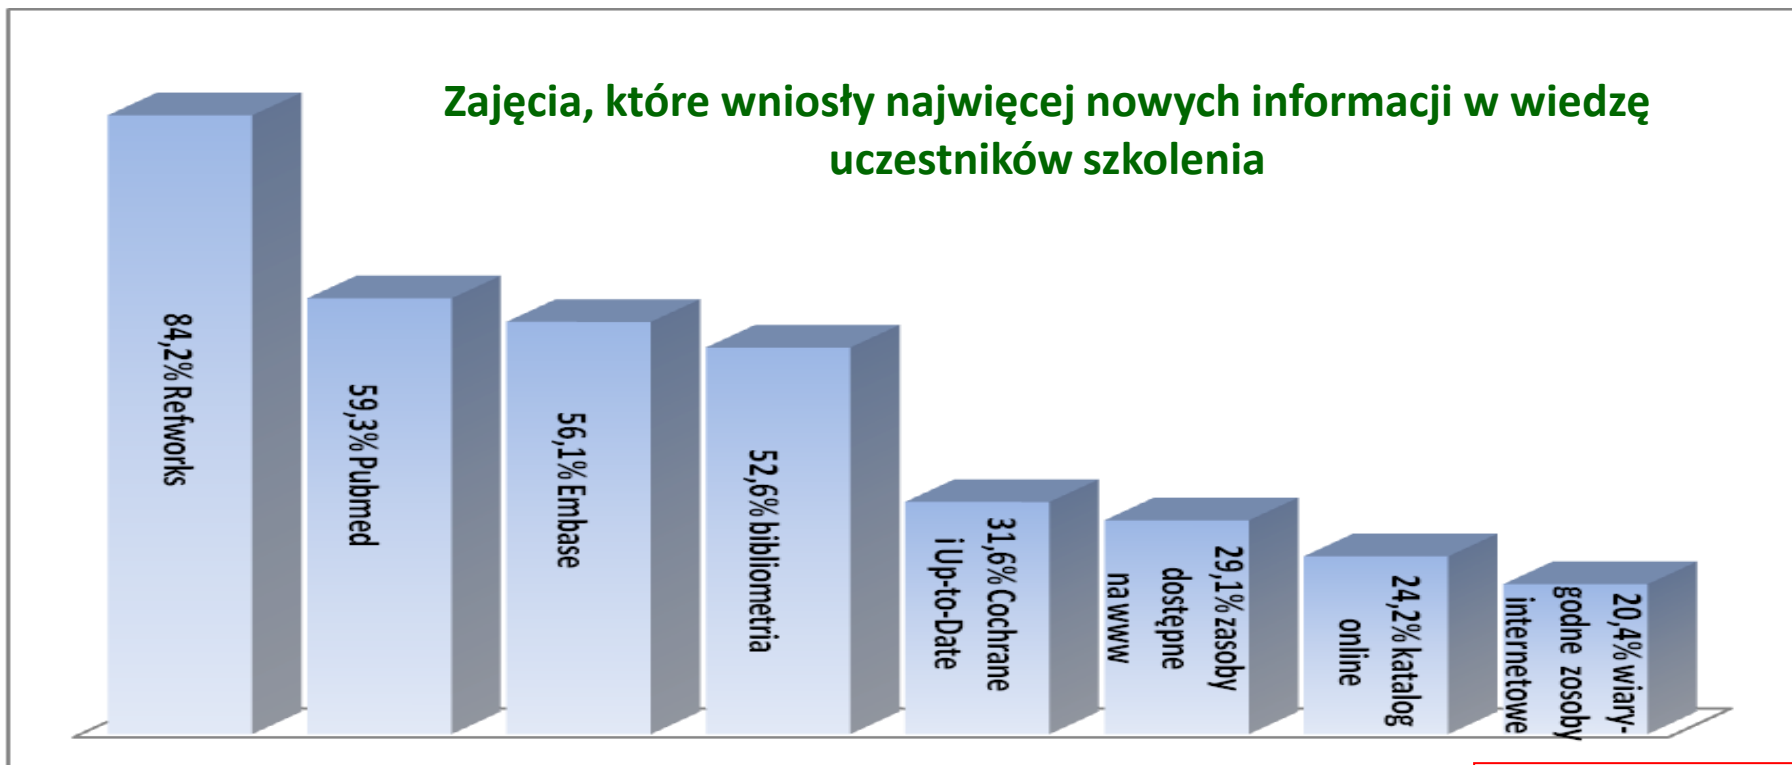 Zajęcia, które wniosły najwięcej nowych informacji w wiedzę
uczestników szkolenia
84,2% Refworks
59,3% Pubmed
56,1% Embase
52,6% bibliometria
31,6% Cochrane
i Up-to-Date
29,1% zasoby
dostępne
na www
24,2% katalog
online
20,4% wiary-
godne zosoby
internetowe